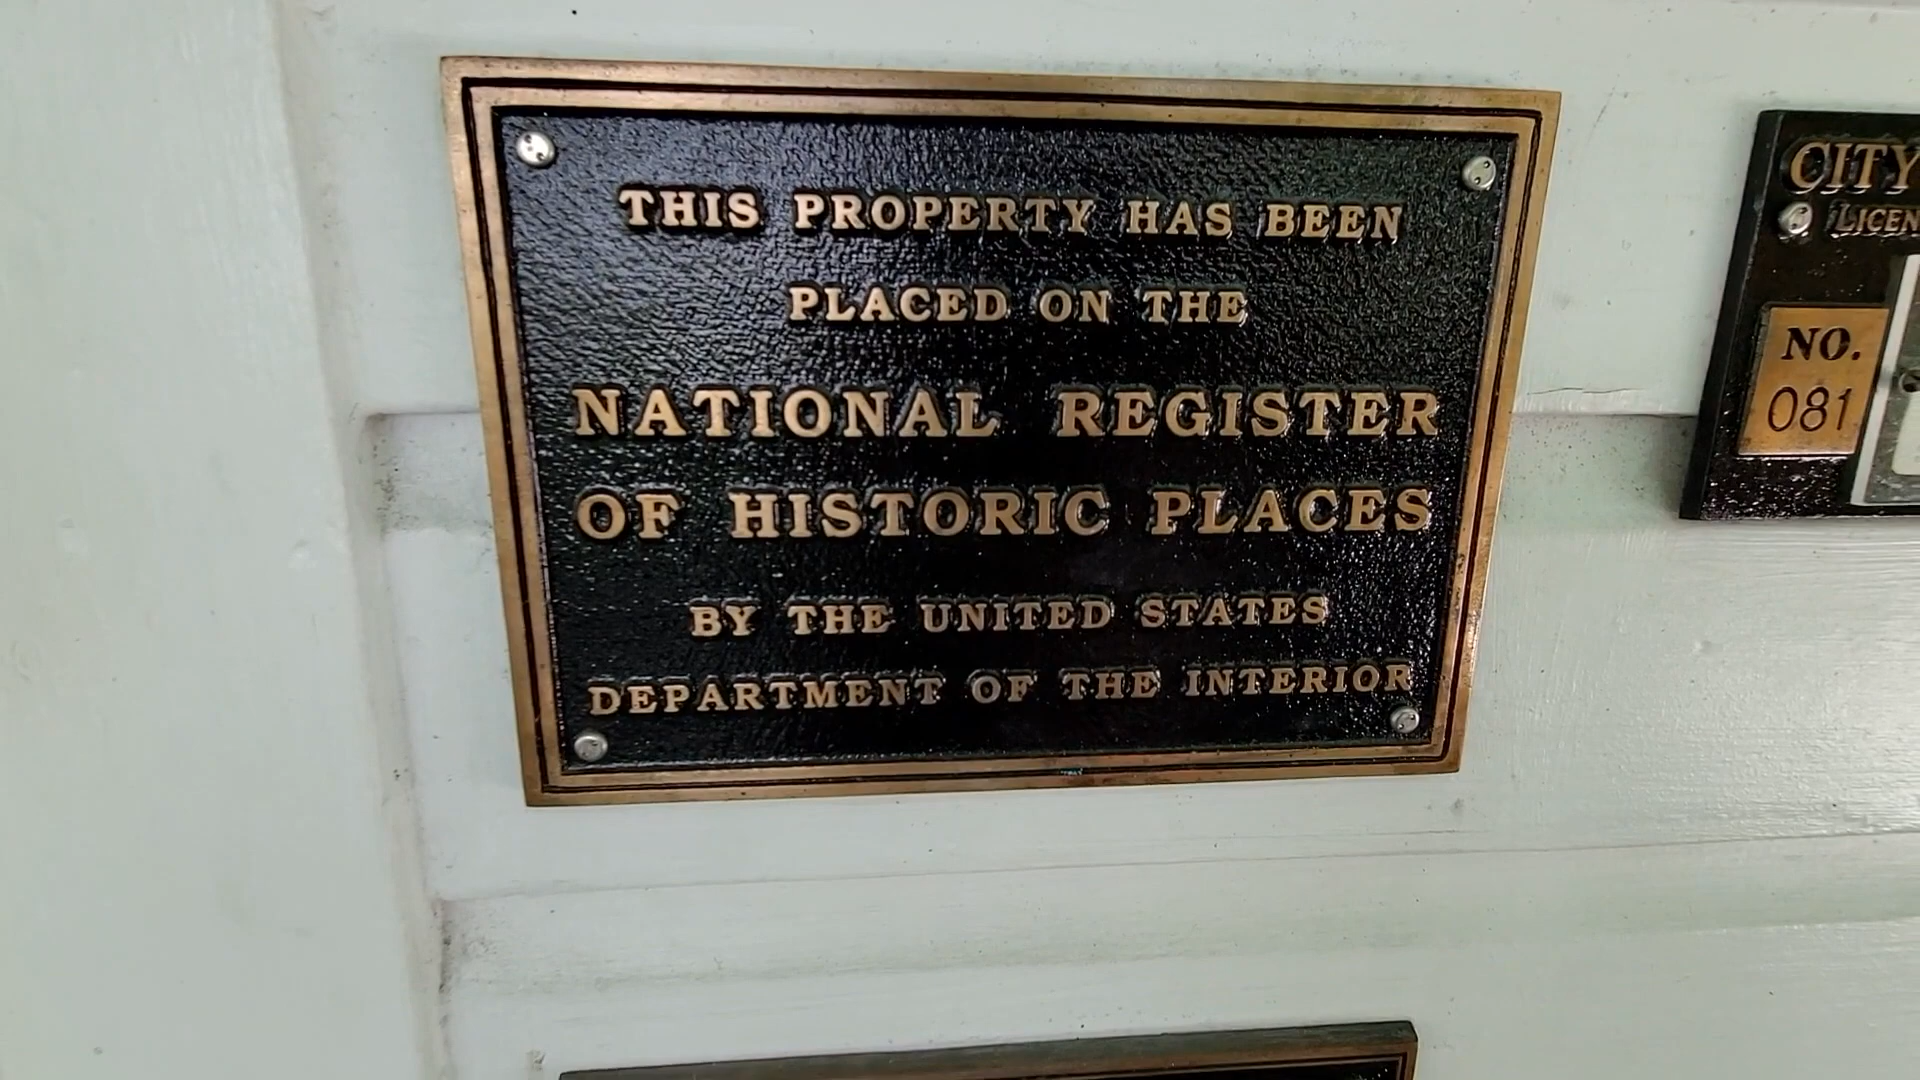 THIS PROPERTY HAS BEEN
PLACED ON THE
NATIONAL REGISTER
OF HISTORIC PLACES
BY THE UNITED STATES
DEPARTMENT OF THE INTERIOR
CITY
NO.
081